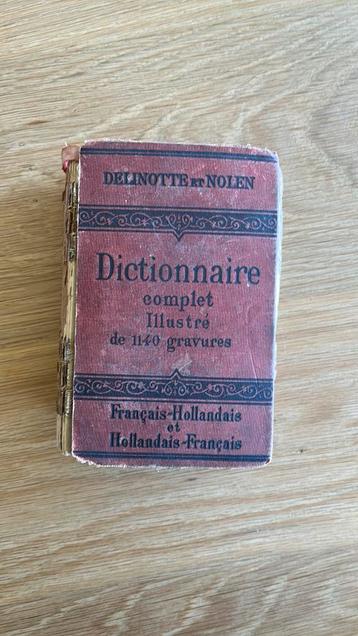 DELINOTTE ET NOLEN
Dictionnaire
complet
Illustré
de 1140 gravures
Français-Hollandais
et
Hollandais-Français